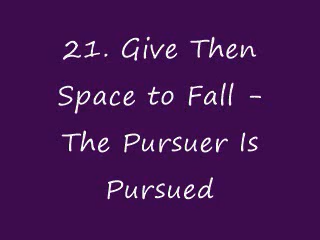 21. Give Then
Space to Fall -
The Pursuer Is
Pursued